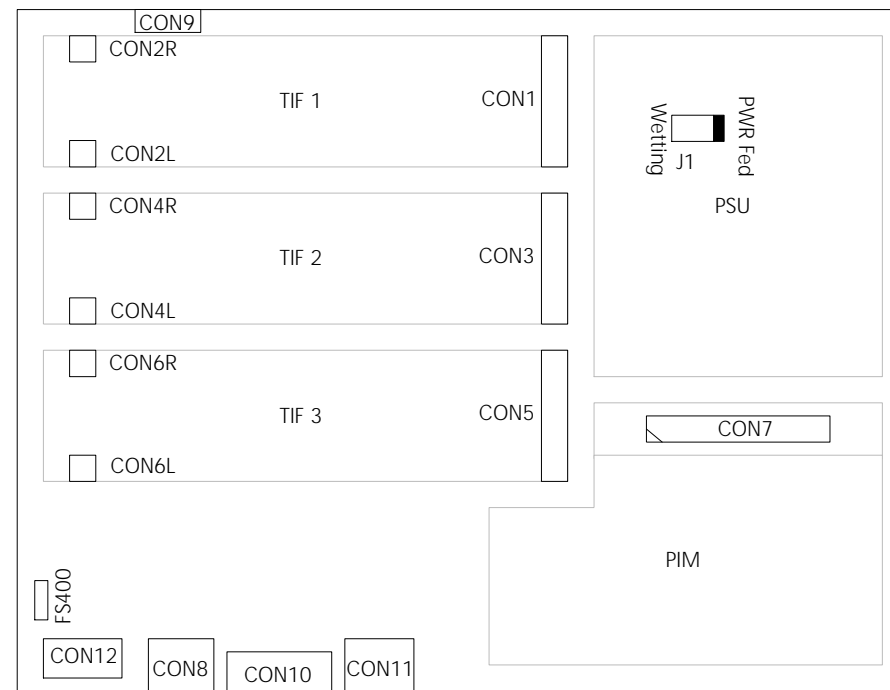 CON9
CON2R
TIF 1
CON1
CON2L
Wetting
PWR Fed
J1
PSU
CON4R
TIF 2
CON3
CON4L
CON6R
TIF 3
CON5
CON6L
CON7
PIM
FS400
CON12
CON8
CON10
CON11